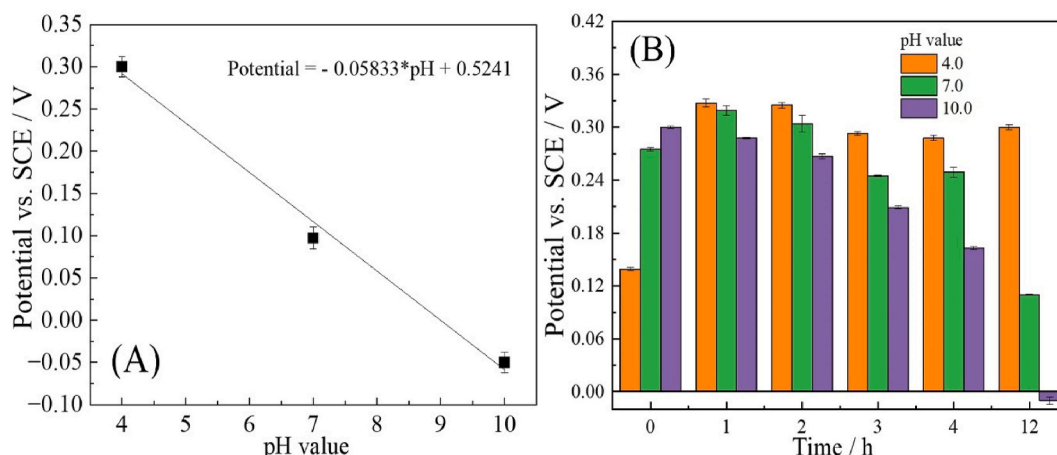 0.35
0.30
0.25
0.20
0.15
0.10
0.05
0.00
−0.05
−0.10
Potential vs. SCE / V
Potential = - 0.05833*pH + 0.5241
(A)
4 5 6 7 8 9 10
pH value
0.42
0.36
0.30
0.24
0.18
0.12
0.06
0.00
Potential vs. SCE / V
(B)
pH value
4.0
7.0
10.0
0 1 2 3 4 12
Time / h